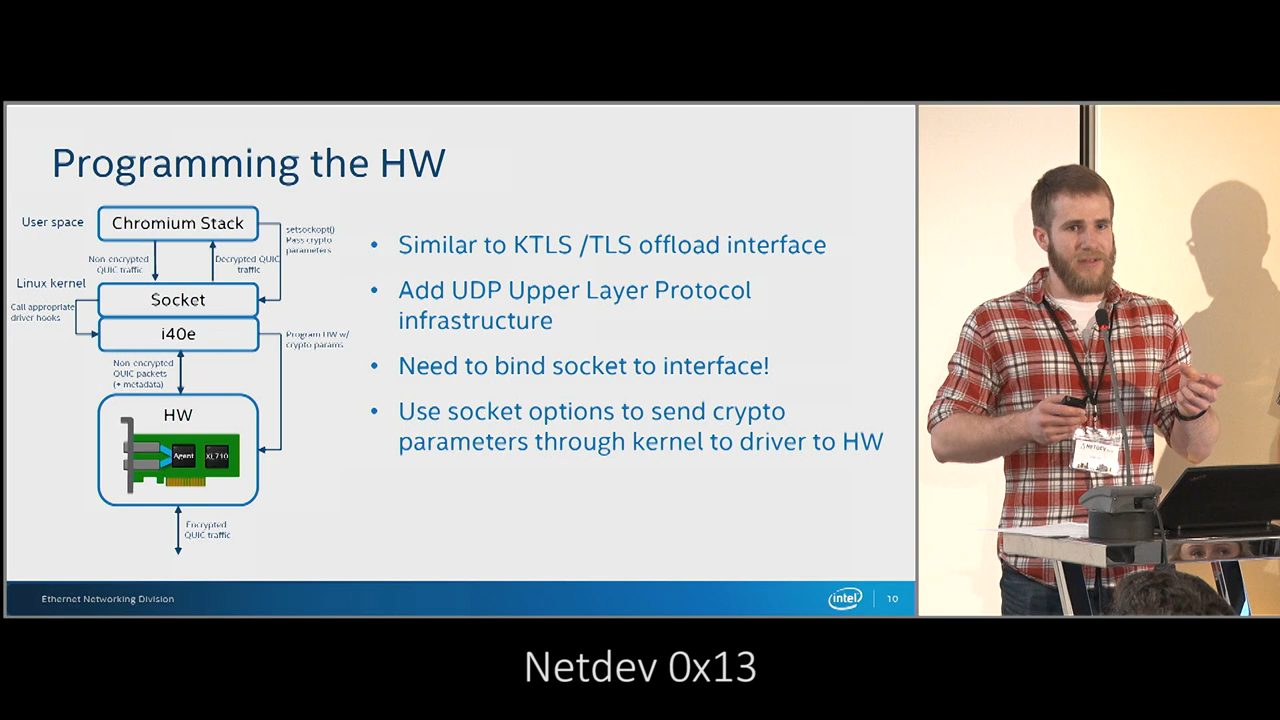 Programming the HW
User space
Chromium Stack
setsockopt()
Pass crypto
parameters
Non-encrypted
QUIC traffic
Decrypted QUIC
traffic
Linux kernel
Socket
Call appropriate
driver hooks
i40e
Program HW w/
crypto params
Non-encrypted
QUIC packets
(+ metadata)
HW
Agent
XL710
Encrypted
QUIC traffic
• Similar to KTLS /TLS offload interface
• Add UDP Upper Layer Protocol
infrastructure
• Need to bind socket to interface!
• Use socket options to send crypto
parameters through kernel to driver to HW
Ethernet Networking Division
intel
10
NETDEV
Netdev 0x13